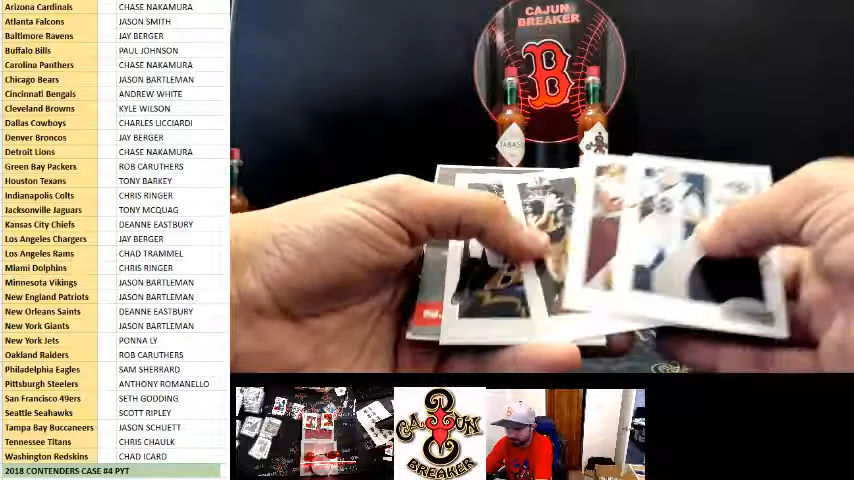 Arizona Cardinals CHASE NAKAMURA
Atlanta Falcons JASON SMITH
Baltimore Ravens JAY BERGER
Buffalo Bills PAUL JOHNSON
Carolina Panthers CHASE NAKAMURA
Chicago Bears JASON BARTLEMAN
Cincinnati Bengals ANDREW WHITE
Cleveland Browns KYLE WILSON
Dallas Cowboys CHARLES LICCIARDI
Denver Broncos JAY BERGER
Detroit Lions CHASE NAKAMURA
Green Bay Packers ROB CARUTHERS
Houston Texans TONY BARKEY
Indianapolis Colts CHRIS RINGER
Jacksonville Jaguars TONY MCQUAG
Kansas City Chiefs DEANNE EASTBURY
Los Angeles Chargers JAY BERGER
Los Angeles Rams CHAD TRAMMEL
Miami Dolphins CHRIS RINGER
Minnesota Vikings JASON BARTLEMAN
New England Patriots JASON BARTLEMAN
New Orleans Saints DEANNE EASTBURY
New York Giants JASON BARTLEMAN
New York Jets PONNA LY
Oakland Raiders ROB CARUTHERS
Philadelphia Eagles SAM SHERRARD
Pittsburgh Steelers ANTHONY ROMANELLO
San Francisco 49ers SETH GODDING
Seattle Seahawks SCOTT RIPLEY
Tampa Bay Buccaneers JASON SCHUETT
Tennessee Titans CHRIS CHAULK
Washington Redskins CHAD ICARD
2018 CONTENDERS CASE #4 PYT
CAJUN
BREAKER
B
TABAS
CAJUN
BREAKER